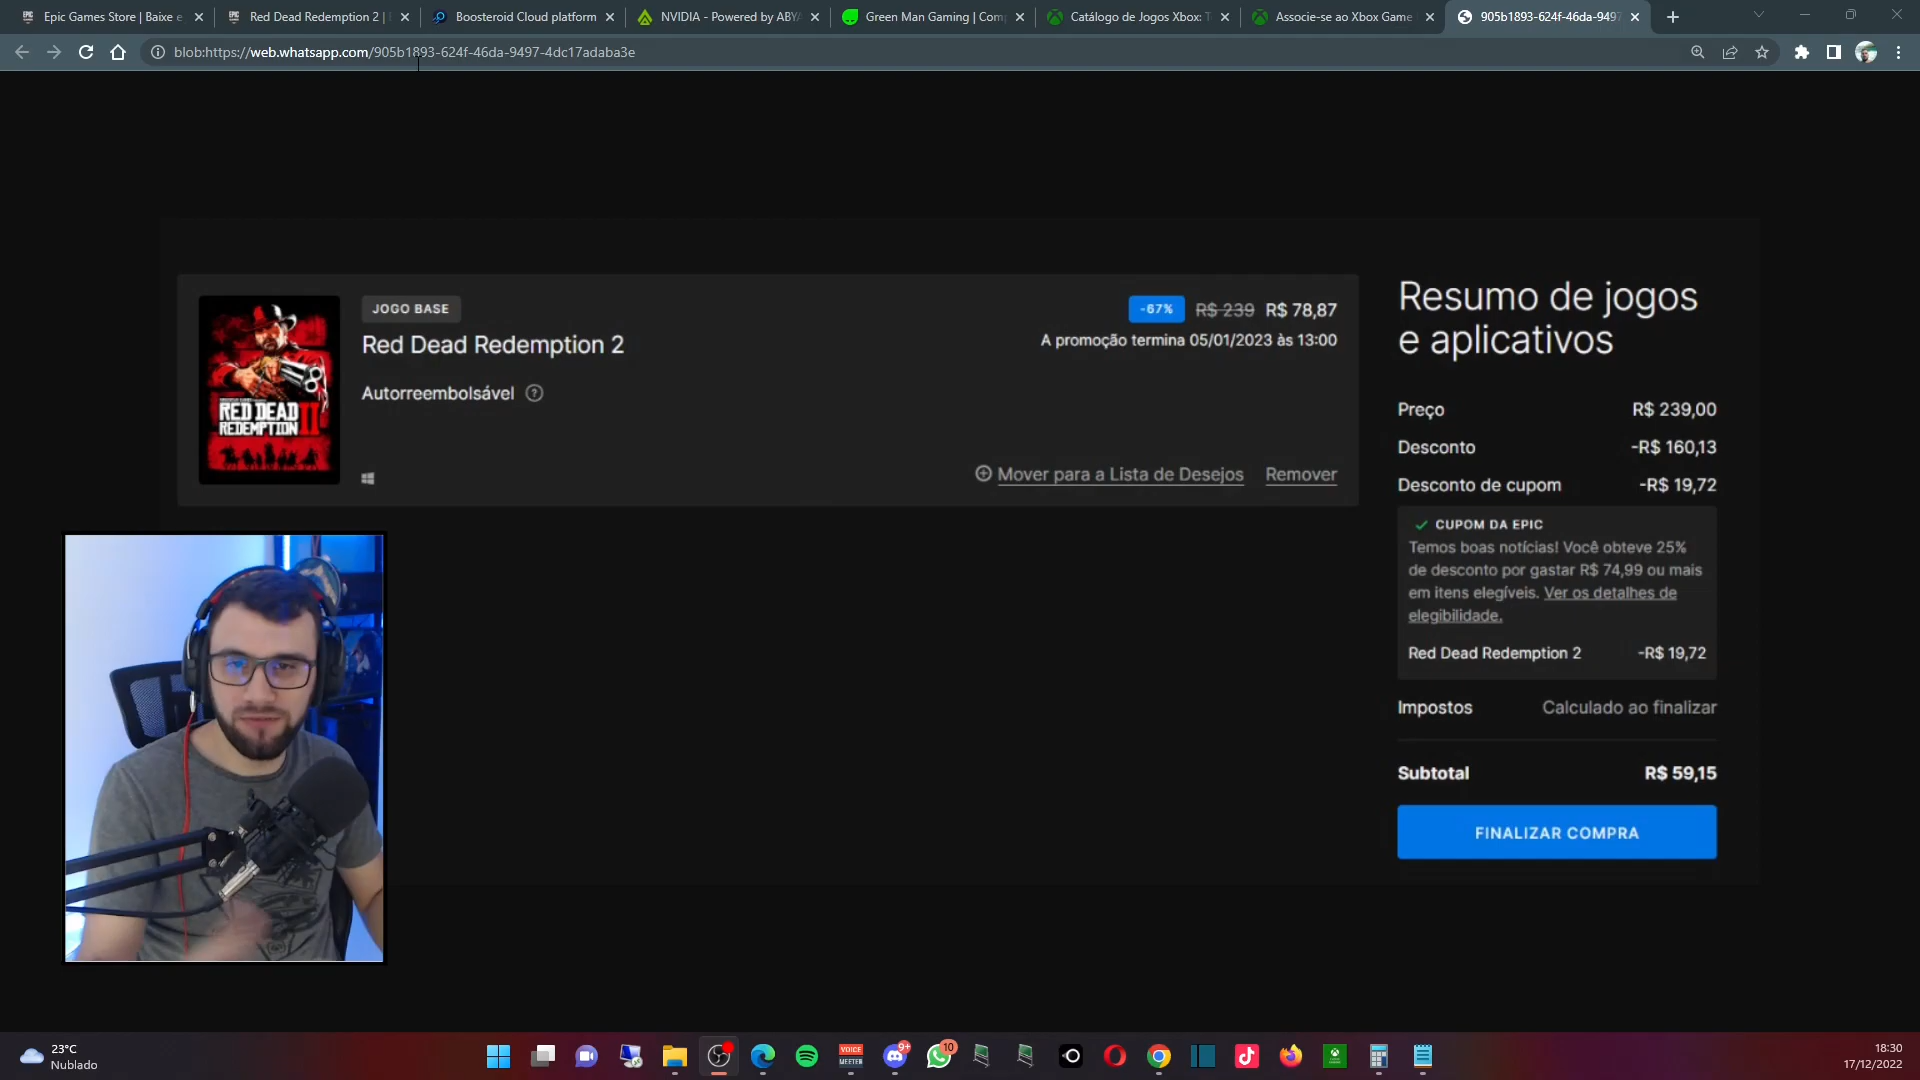 Epic Games Store | Baixe e
Red Dead Redemption 2 |
Boosteroid Cloud platform
NVIDIA - Powered by ABYA
Green Man Gaming | Com
Catálogo de Jogos Xbox: T
Associe-se ao Xbox Game
905b1893-624f-46da-9497
blob:https://web.whatsapp.com/905b1893-624f-46da-9497-4dc17adaba3e
JOGO BASE
-67% R$ 239 R$ 78,87
Red Dead Redemption 2
A promoção termina 05/01/2023 às 13:00
Autorreembolsável
RED DEAD
REDEMPTION II
Mover para a Lista de Desejos Remover
Resumo de jogos
e aplicativos
Preço R$ 239,00
Desconto -R$ 160,13
Desconto de cupom -R$ 19,72
CUPOM DA EPIC
Temos boas notícias! Você obteve 25%
de desconto por gastar R$ 74,99 ou mais
em itens elegíveis. Ver os detalhes de
elegibilidade.
Red Dead Redemption 2 -R$ 19,72
Impostos Calculado ao finalizar
Subtotal R$ 59,15
FINALIZAR COMPRA
23°C
Nublado
VOICE
MEETER
9+
10
18:30
17/12/2022